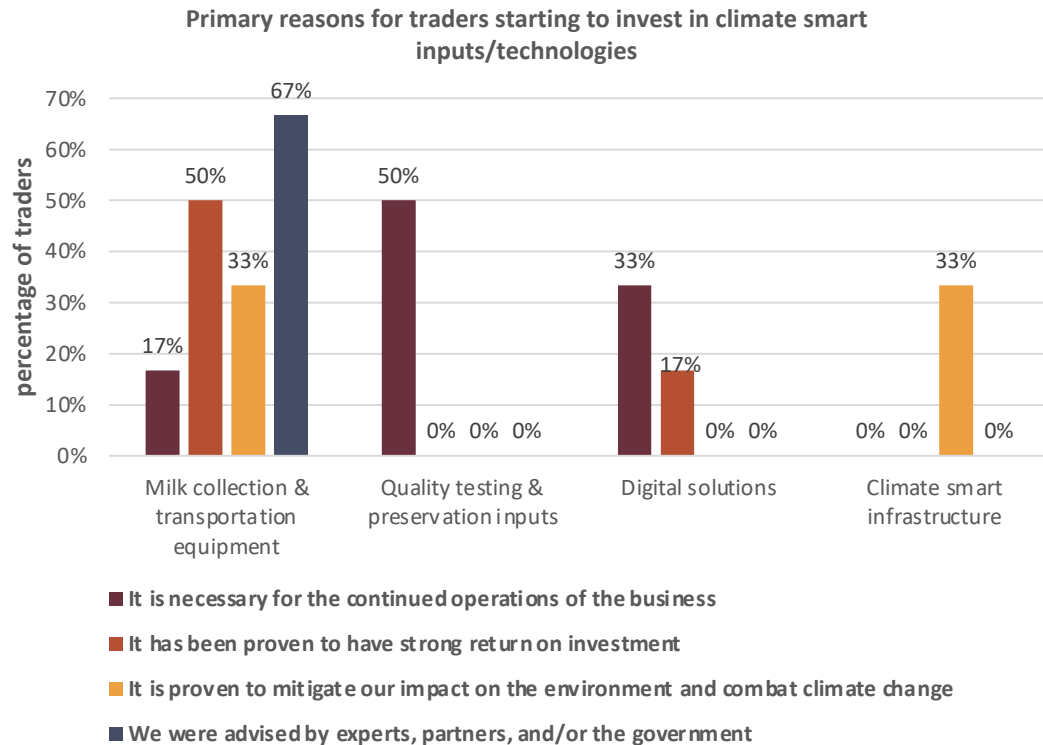 Primary reasons for traders starting to invest in climate smart
inputs/technologies
percentage of traders
70%
60%
50%
40%
30%
20%
10%
0%
17%
50%
33%
67%
50%
0%
0%
0%
33%
17%
0%
0%
0%
0%
33%
0%
Milk collection &
transportation
equipment
Quality testing &
preservation inputs
Digital solutions
Climate smart
infrastructure
It is necessary for the continued operations of the business
It has been proven to have strong return on investment
It is proven to mitigate our impact on the environment and combat climate change
We were advised by experts, partners, and/or the government